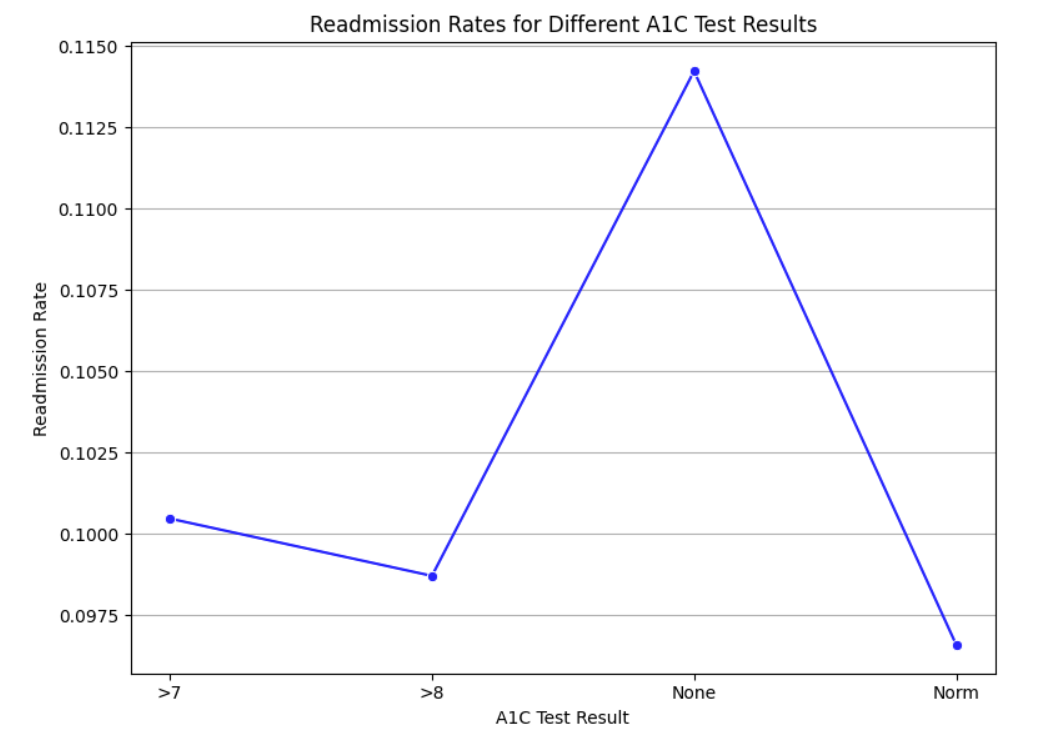 Readmission Rates for Different A1C Test Results
0.1150
0.1125
0.1100
0.1075
0.1050
0.1025
0.1000
0.0975
Readmission Rate
>7
>8
None
Norm
A1C Test Result